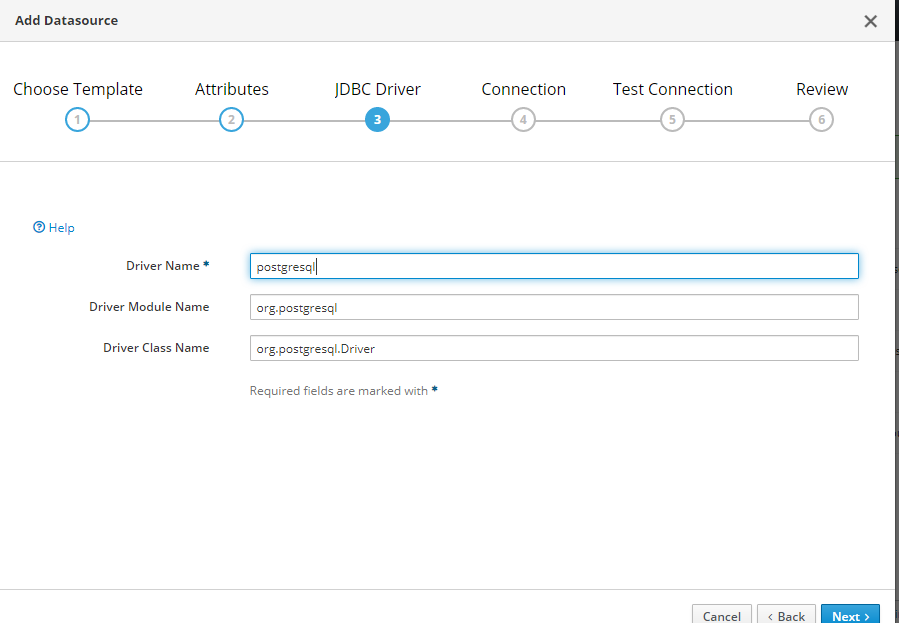 Add Datasource
Choose Template Attributes JDBC Driver Connection Test Connection Review
1 2 3 4 5 6
Help
Driver Name * postgresql
Driver Module Name org.postgresql
Driver Class Name org.postgresql.Driver
Required fields are marked with *
Cancel < Back Next >